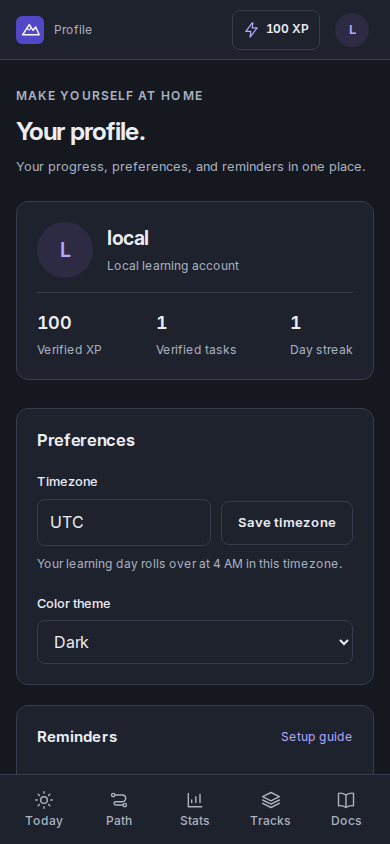 Profile
100 XP
L
MAKE YOURSELF AT HOME
Your profile.
Your progress, preferences, and reminders in one place.
L
local
Local learning account
100 1 1
Verified XP Verified tasks Day streak
Preferences
Timezone
UTC Save timezone
Your learning day rolls over at 4 AM in this timezone.
Color theme
Dark
Reminders Setup guide
Today Path Stats Tracks Docs